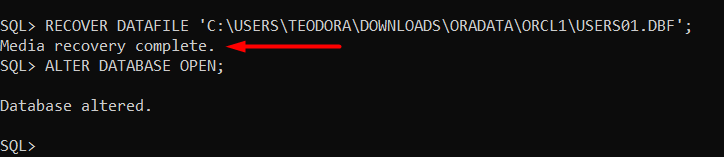 SQL> RECOVER DATAFILE 'C:\USERS\TEODORA\DOWNLOADS\ORADATA\ORCL1\USERS01.DBF';
Media recovery complete.
SQL> ALTER DATABASE OPEN;
Database altered.
SQL>